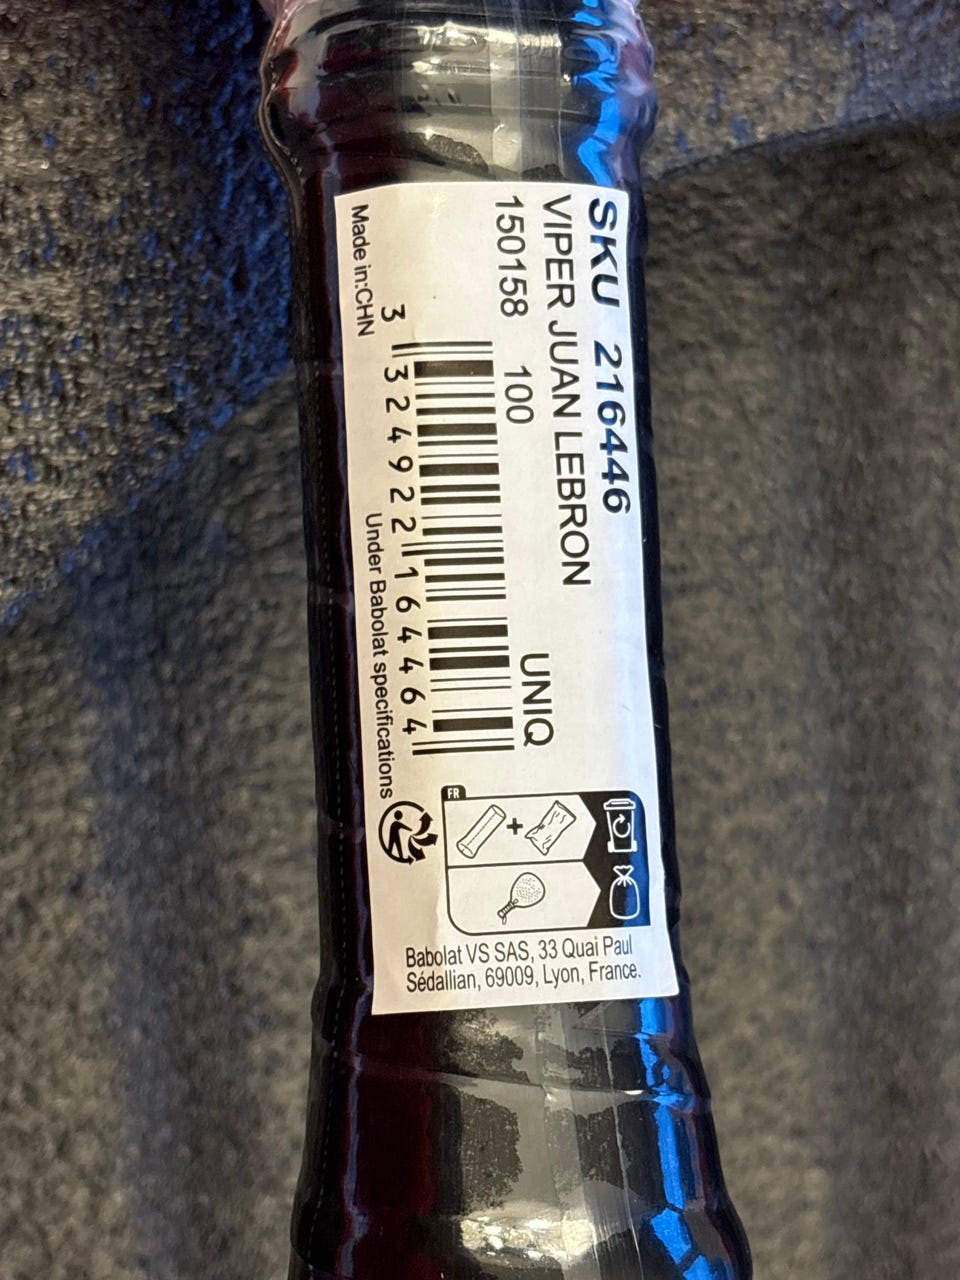 SKU 216446
VIPER JUAN LEBRON
150158 100 UNIQ
3 324922 164464
Made in:CHN Under Babolat specifications
FR
Babolat VS SAS, 33 Quai Paul
Sédallian, 69009, Lyon, France.